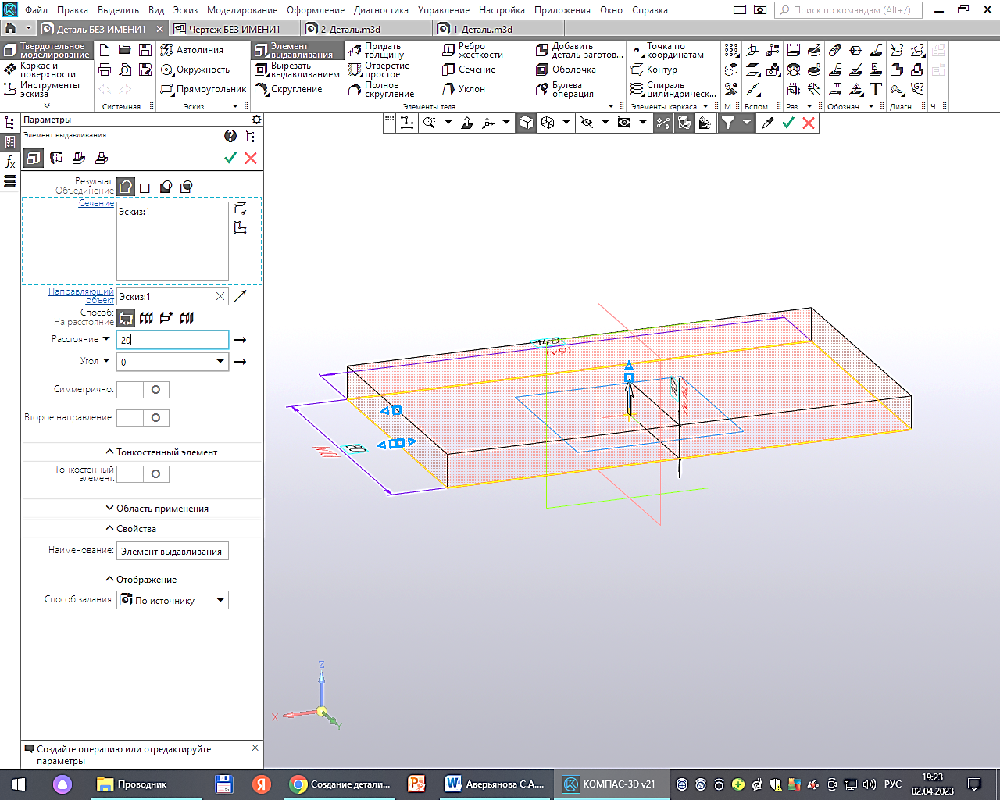 Файл Правка Выделить Вид Эскиз Моделирование Оформление Диагностика Управление Настройка Приложения Окно Справка
Поиск по командам (Alt+/)
Деталь БЕЗ ИМЕНИ1
Чертеж БЕЗ ИМЕНИ1
2_Деталь.m3d
1_Деталь.m3d
Твердотельное моделирование
Каркас и поверхности
Инструменты эскиза
Системная
Автолиния
Окружность
Прямоугольник
Эскиз
Элемент выдавливания
Вырезать выдавливанием
Скругление
Придать толщину
Отверстие простое
Полное скругление
Ребро жесткости
Сечение
Уклон
Добавить деталь-заготов...
Оболочка
Булева операция
Элементы тела
Точка по координатам
Контур
Спираль цилиндрическ...
Элементы каркаса
М.
Вспом...
Раз...
Обознач...
Диагн...
Ч..
Параметры
Элемент выдавливания
Результат:
Объединение
Сечение
Эскиз:1
Направляющий объект
Эскиз:1
Способ:
На расстояние
Расстояние
20
Угол
0
Симметрично:
Второе направление:
Тонкостенный элемент
Тонкостенный элемент:
Область применения
Свойства
Наименование:
Элемент выдавливания
Отображение
Способ задания:
По источнику
140
(v9)
80
Z
X
Y
Создайте операцию или отредактируйте
параметры
Проводник
Создание детали...
Аверьянова С.А....
КОМПАС-3D v21
РУС
19:23
02.04.2023